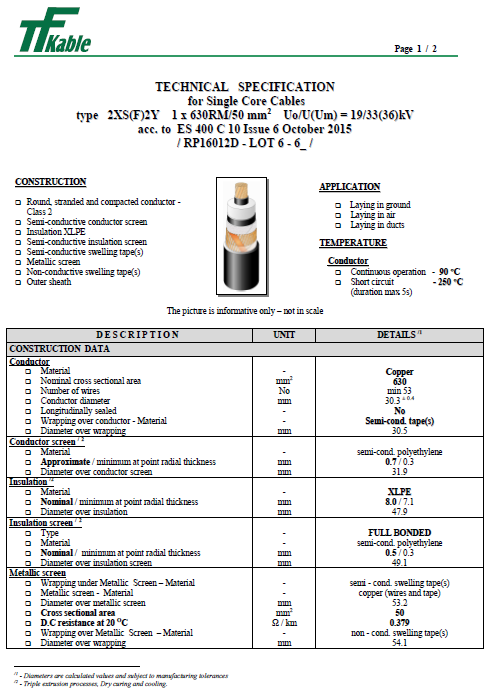 TF Kable
Page 1 / 2
TECHNICAL SPECIFICATION
for Single Core Cables
type 2XS(F)2Y 1 x 630RM/50 mm² Uo/U(Um) = 19/33(36)kV
acc. to ES 400 C 10 Issue 6 October 2015
/ RP16012D - LOT 6 - 6_ /
CONSTRUCTION
Round, stranded and compacted conductor -
Class 2
Semi-conductive conductor screen
Insulation XLPE
Semi-conductive insulation screen
Semi-conductive swelling tape(s)
Metallic screen
Non-conductive swelling tape(s)
Outer sheath
APPLICATION
Laying in ground
Laying in air
Laying in ducts
TEMPERATURE
Conductor
Continuous operation - 90 °C
Short circuit - 250 °C
(duration max 5s)
The picture is informative only – not in scale
DESCRIPTION UNIT DETAILS /1
CONSTRUCTION DATA
Conductor
Material - Copper
Nominal cross sectional area mm² 630
Number of wires No min 53
Conductor diameter mm 30.3 ± 0.4
Longitudinally sealed - No
Wrapping over conductor - Material - Semi-cond. tape(s)
Diameter over wrapping mm 30.5
Conductor screen / 2
Material - semi-cond. polyethylene
Approximate / minimum at point radial thickness mm 0.7 / 0.3
Diameter over conductor screen mm 31.9
Insulation /2
Material - XLPE
Nominal / minimum at point radial thickness mm 8.0 / 7.1
Diameter over insulation mm 47.9
Insulation screen / 2
Type - FULL BONDED
Material - semi-cond. polyethylene
Nominal / minimum at point radial thickness mm 0.5 / 0.3
Diameter over insulation screen mm 49.1
Metallic screen
Wrapping under Metallic Screen – Material - semi - cond. swelling tape(s)
Metallic screen - Material - copper (wires and tape)
Diameter over metallic screen mm 53.2
Cross sectional area mm² 50
D.C resistance at 20 °C Ω / km 0.379
Wrapping over Metallic Screen – Material - non - cond. swelling tape(s)
Diameter over wrapping mm 54.1
/1 - Diameters are calculated values and subject to manufacturing tolerances
/2 - Triple extrusion processes, Dry curing and cooling.